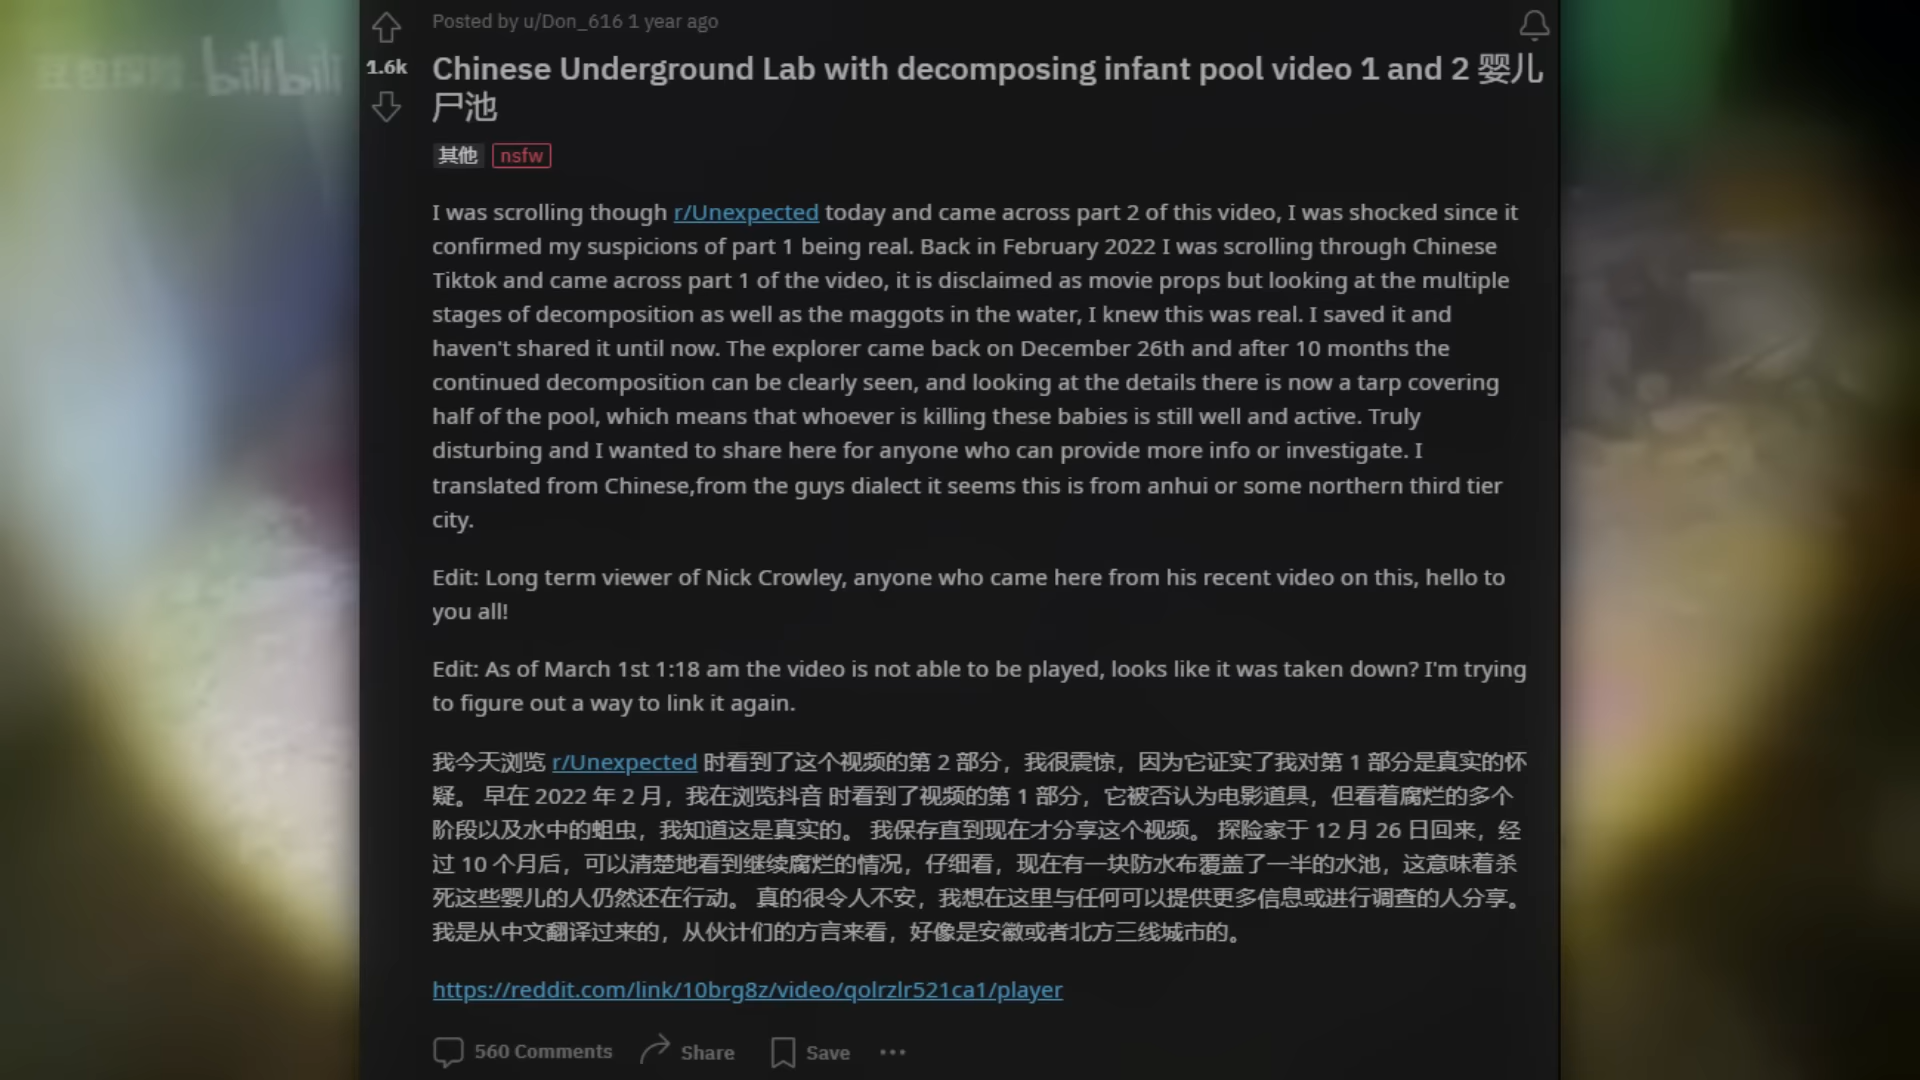 bilibili
Posted by u/Don_616 1 year ago
1.6k
Chinese Underground Lab with decomposing infant pool video 1 and 2 婴儿
尸池
其他 nsfw
I was scrolling though r/Unexpected today and came across part 2 of this video, I was shocked since it
confirmed my suspicions of part 1 being real. Back in February 2022 I was scrolling through Chinese
Tiktok and came across part 1 of the video, it is disclaimed as movie props but looking at the multiple
stages of decomposition as well as the maggots in the water, I knew this was real. I saved it and
haven't shared it until now. The explorer came back on December 26th and after 10 months the
continued decomposition can be clearly seen, and looking at the details there is now a tarp covering
half of the pool, which means that whoever is killing these babies is still well and active. Truly
disturbing and I wanted to share here for anyone who can provide more info or investigate. I
translated from Chinese,from the guys dialect it seems this is from anhui or some northern third tier
city.
Edit: Long term viewer of Nick Crowley, anyone who came here from his recent video on this, hello to
you all!
Edit: As of March 1st 1:18 am the video is not able to be played, looks like it was taken down? I'm trying
to figure out a way to link it again.
我今天浏览 r/Unexpected 时看到了这个视频的第 2 部分，我很震惊，因为它证实了我对第 1 部分是真实的怀
疑。 早在 2022 年 2 月，我在浏览抖音 时看到了视频的第 1 部分，它被否认为电影道具，但看着腐烂的多个
阶段以及水中的蛆虫，我知道这是真实的。 我保存直到现在才分享这个视频。 探险家于 12 月 26 日回来，经
过 10 个月后，可以清楚地看到继续腐烂的情况，仔细看，现在有一块防水布覆盖了一半的水池，这意味着杀
死这些婴儿的人仍然还在行动。 真的很令人不安，我想在这里与任何可以提供更多信息或进行调查的人分享。
我是从中文翻译过来的，从伙计们的方言来看，好像是安徽或者北方三线城市的。
https://reddit.com/link/10brg8z/video/qolrzlr521ca1/player
560 Comments Share Save